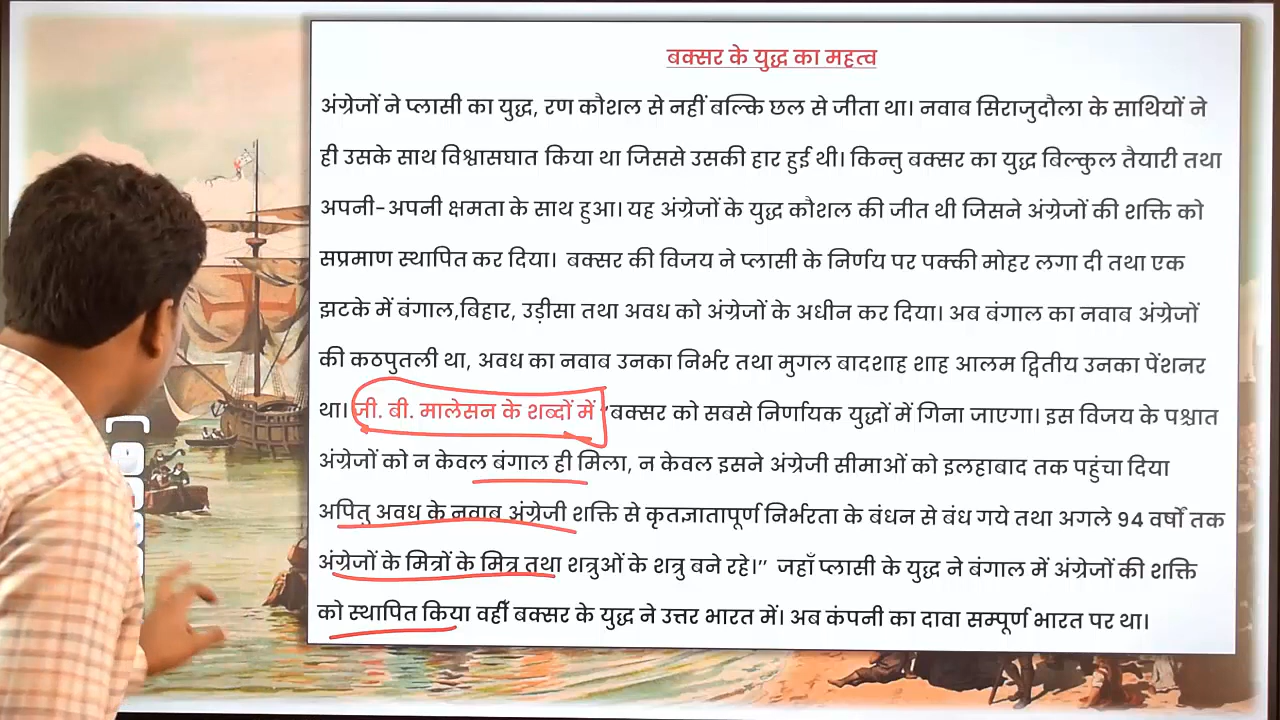 बक्सर के युद्ध का महत्व
अंग्रेजों ने प्लासी का युद्ध, रण कौशल से नहीं बल्कि छल से जीता था। नवाब सिराजुदौला के साथियों ने
ही उसके साथ विश्वासघात किया था जिससे उसकी हार हुई थी। किन्तु बक्सर का युद्ध बिल्कुल तैयारी तथा
अपनी-अपनी क्षमता के साथ हुआ। यह अंग्रेजों के युद्ध कौशल की जीत थी जिसने अंग्रेजों की शक्ति को
सप्रमाण स्थापित कर दिया। बक्सर की विजय ने प्लासी के निर्णय पर पक्की मोहर लगा दी तथा एक
झटके में बंगाल,बिहार, उड़ीसा तथा अवध को अंग्रेजों के अधीन कर दिया। अब बंगाल का नवाब अंग्रेजों
की कठपुतली था, अवध का नवाब उनका निर्भर तथा मुगल बादशाह शाह आलम द्वितीय उनका पेंशनर
था। जी. बी. मालेसन के शब्दों में "बक्सर को सबसे निर्णायक युद्धों में गिना जाएगा। इस विजय के पश्चात
अंग्रेजों को न केवल बंगाल ही मिला, न केवल इसने अंग्रेजी सीमाओं को इलहाबाद तक पहुंचा दिया
अपितु अवध के नवाब अंग्रेजी शक्ति से कृतज्ञातापूर्ण निर्भरता के बंधन से बंध गये तथा अगले 94 वर्षों तक
अंग्रेजों के मित्रों के मित्र तथा शत्रुओं के शत्रु बने रहे।" जहाँ प्लासी के युद्ध ने बंगाल में अंग्रेजों की शक्ति
को स्थापित किया वहीँ बक्सर के युद्ध ने उत्तर भारत में। अब कंपनी का दावा सम्पूर्ण भारत पर था।